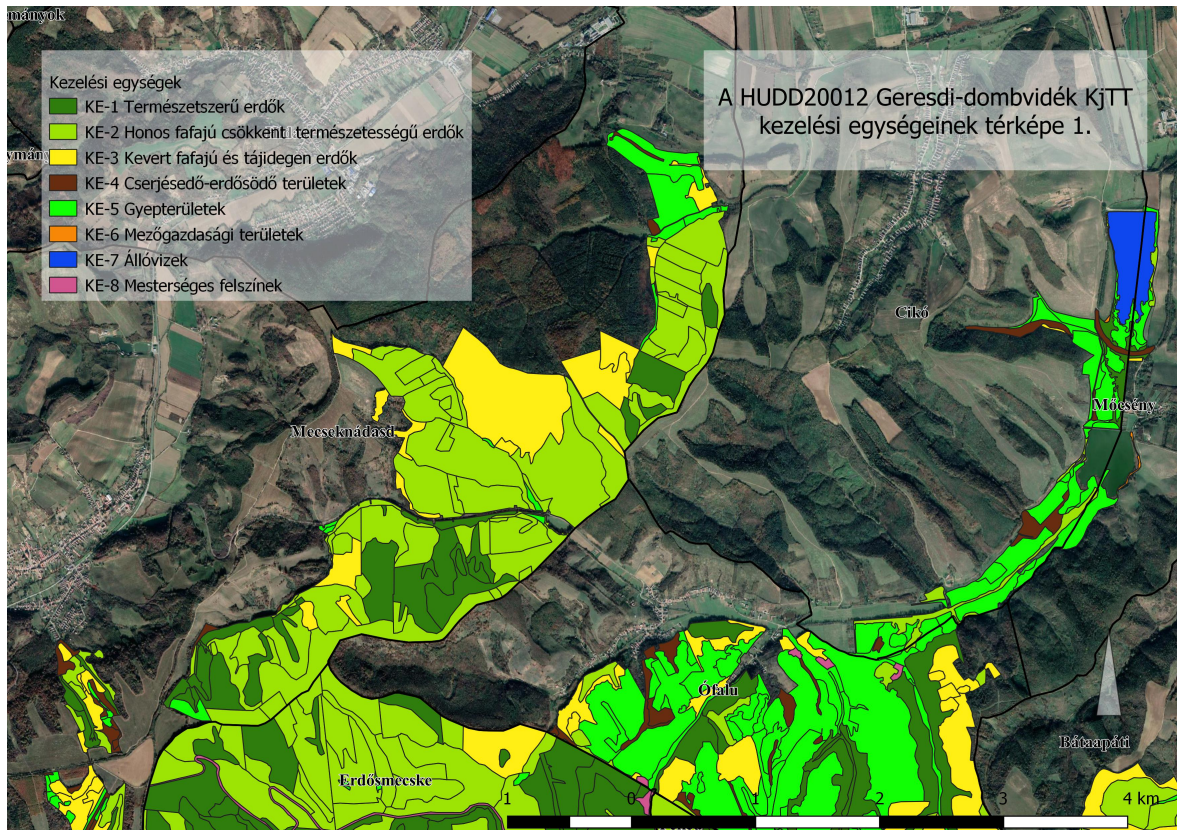 mányok
Kezelési egységek
KE-1 Természetszerű erdők
KE-2 Honos fafajú csökkent természetességű erdők
KE-3 Kevert fafajú és tájidegen erdők
KE-4 Cserjésedő-erdősödő területek
KE-5 Gyepterületek
KE-6 Mezőgazdasági területek
KE-7 Állóvizek
KE-8 Mesterséges felszínek
A HUDD20012 Geresdi-dombvidék KjTT
kezelési egységeinek térképe 1.
ymány
Cikó
Mőcsény
Mecseknádasd
Ófalu
Bátaapáti
Erdősmecske
1 0 1 2 3 4 km